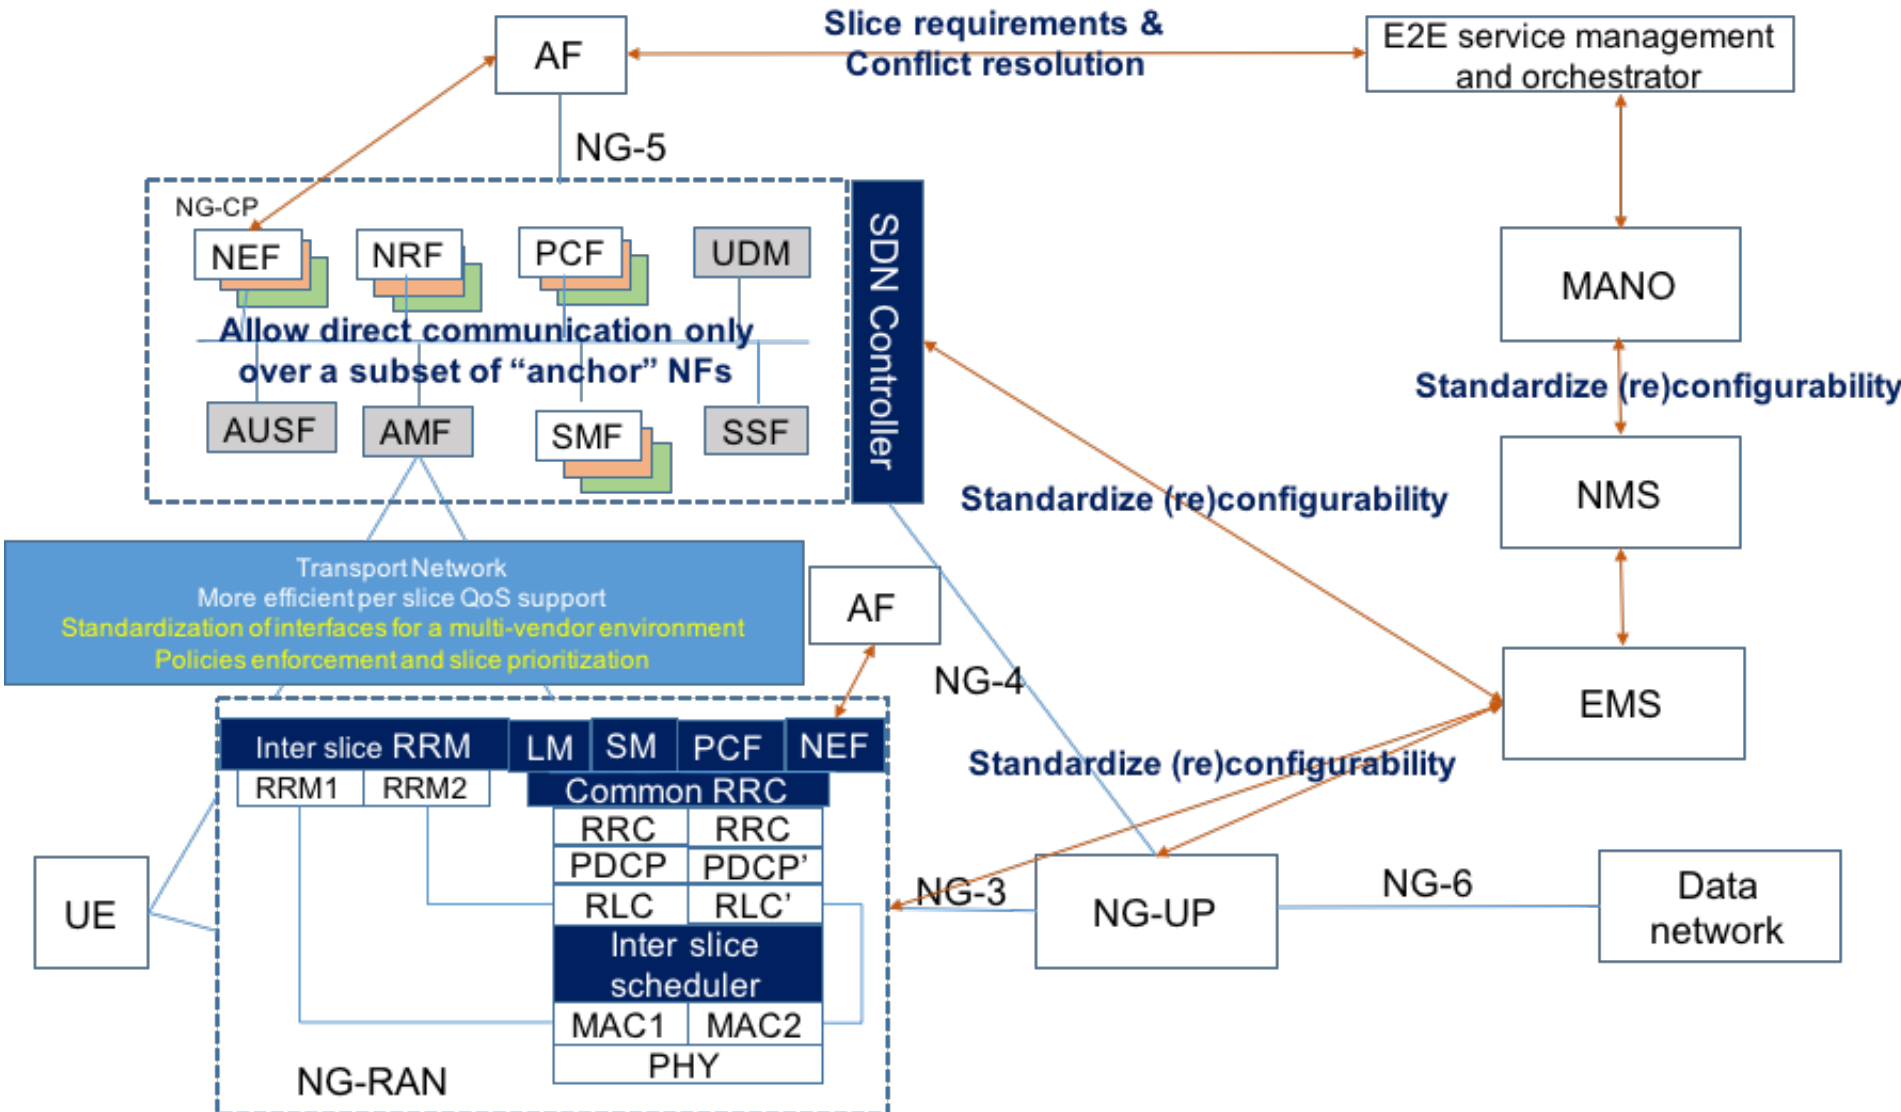 AF
Slice requirements &
Conflict resolution
E2E service management
and orchestrator
NG-5
NG-CP
NEF
NRF
PCF
UDM
SDN Controller
MANO
Allow direct communication only
over a subset of “anchor” NFs
Standardize (re)configurability
AUSF
AMF
SMF
SSF
Standardize (re)configurability
NMS
Transport Network
More efficient per slice QoS support
Standardization of interfaces for a multi-vendor environment
Policies enforcement and slice prioritization
AF
NG-4
EMS
Inter slice RRM
LM
SM
PCF
NEF
Standardize (re)configurability
RRM1
RRM2
Common RRC
RRC
RRC
PDCP
PDCP’
RLC
RLC’
UE
NG-3
NG-UP
NG-6
Data
network
Inter slice
scheduler
MAC1
MAC2
PHY
NG-RAN